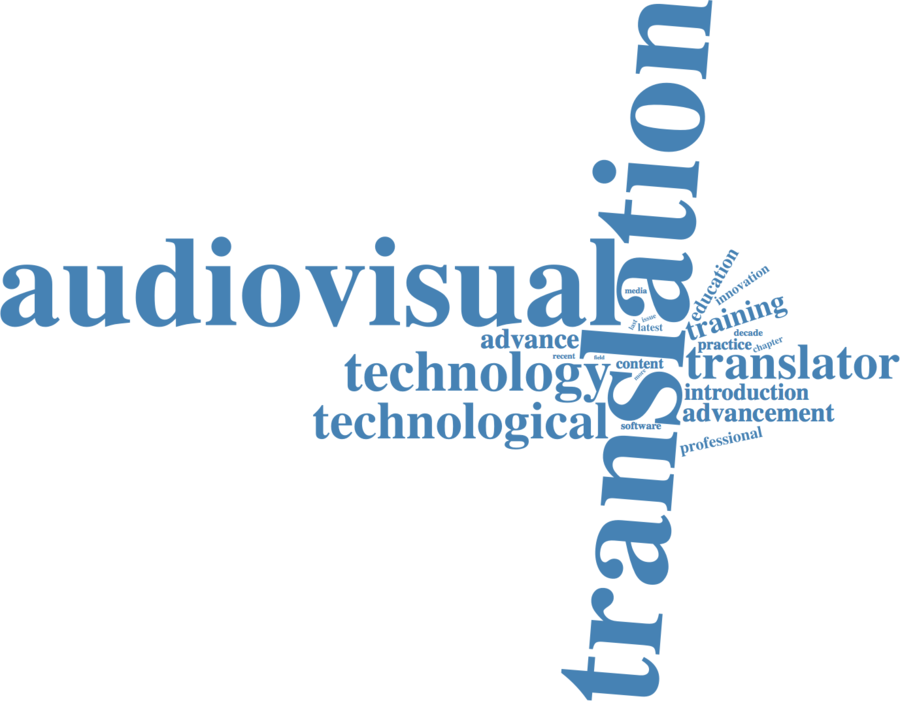 translation
audiovisual
education
innovation
media
training
last
issue
latest
decade
advance
practice
chapter
recent
field
content
technology
translator
introduction
technological
advancement
software
professional